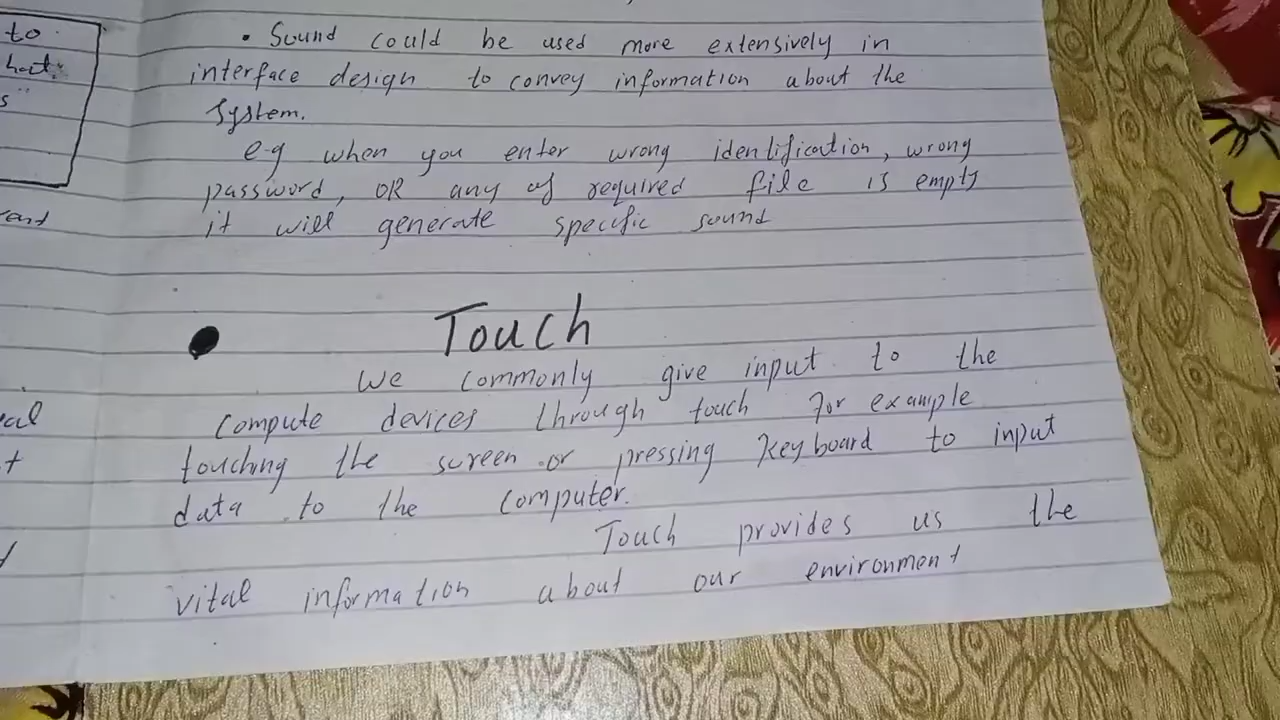 to
hat
s"
• Sound could be used more extensively in
interface design to convey information about the
System.
e-g when you enter wrong identification, wrong
password, OR any of required file is empty
it will generate specific sound
• Touch
We commonly give input to the
compute devices through touch For example
touching the screen or pressing Keyboard to input
data to the computer.
Touch provides us the
vital information about our environment